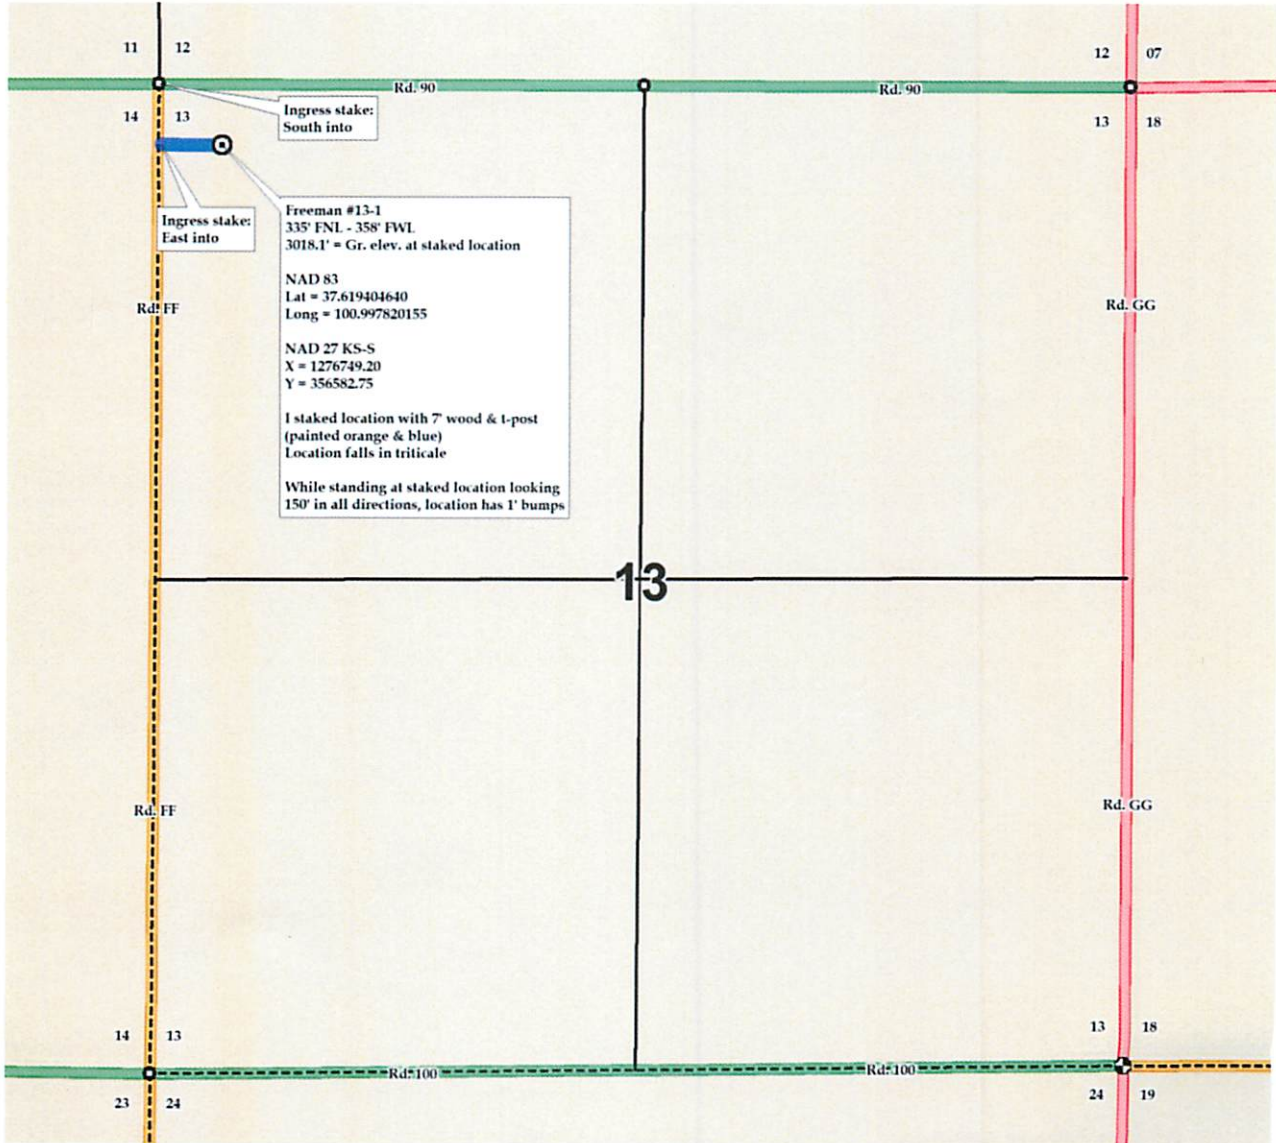 11 12
12 07
Rd. 90
Rd. 90
Ingress stake:
South into
14 13
13 18
Ingress stake:
East into
Freeman #13-1
335' FNL - 358' FWL
3018.1' = Gr. elev. at staked location
NAD 83
Lat = 37.619404640
Long = 100.997820155
NAD 27 KS-S
X = 1276749.20
Y = 356582.75
I staked location with 7' wood & t-post
(painted orange & blue)
Location falls in triticale
While standing at staked location looking
150' in all directions, location has 1' bumps
Rd. FF
Rd. GG
13
Rd. FF
Rd. GG
14 13
13 18
Rd. 100
Rd. 100
23 24
24 19